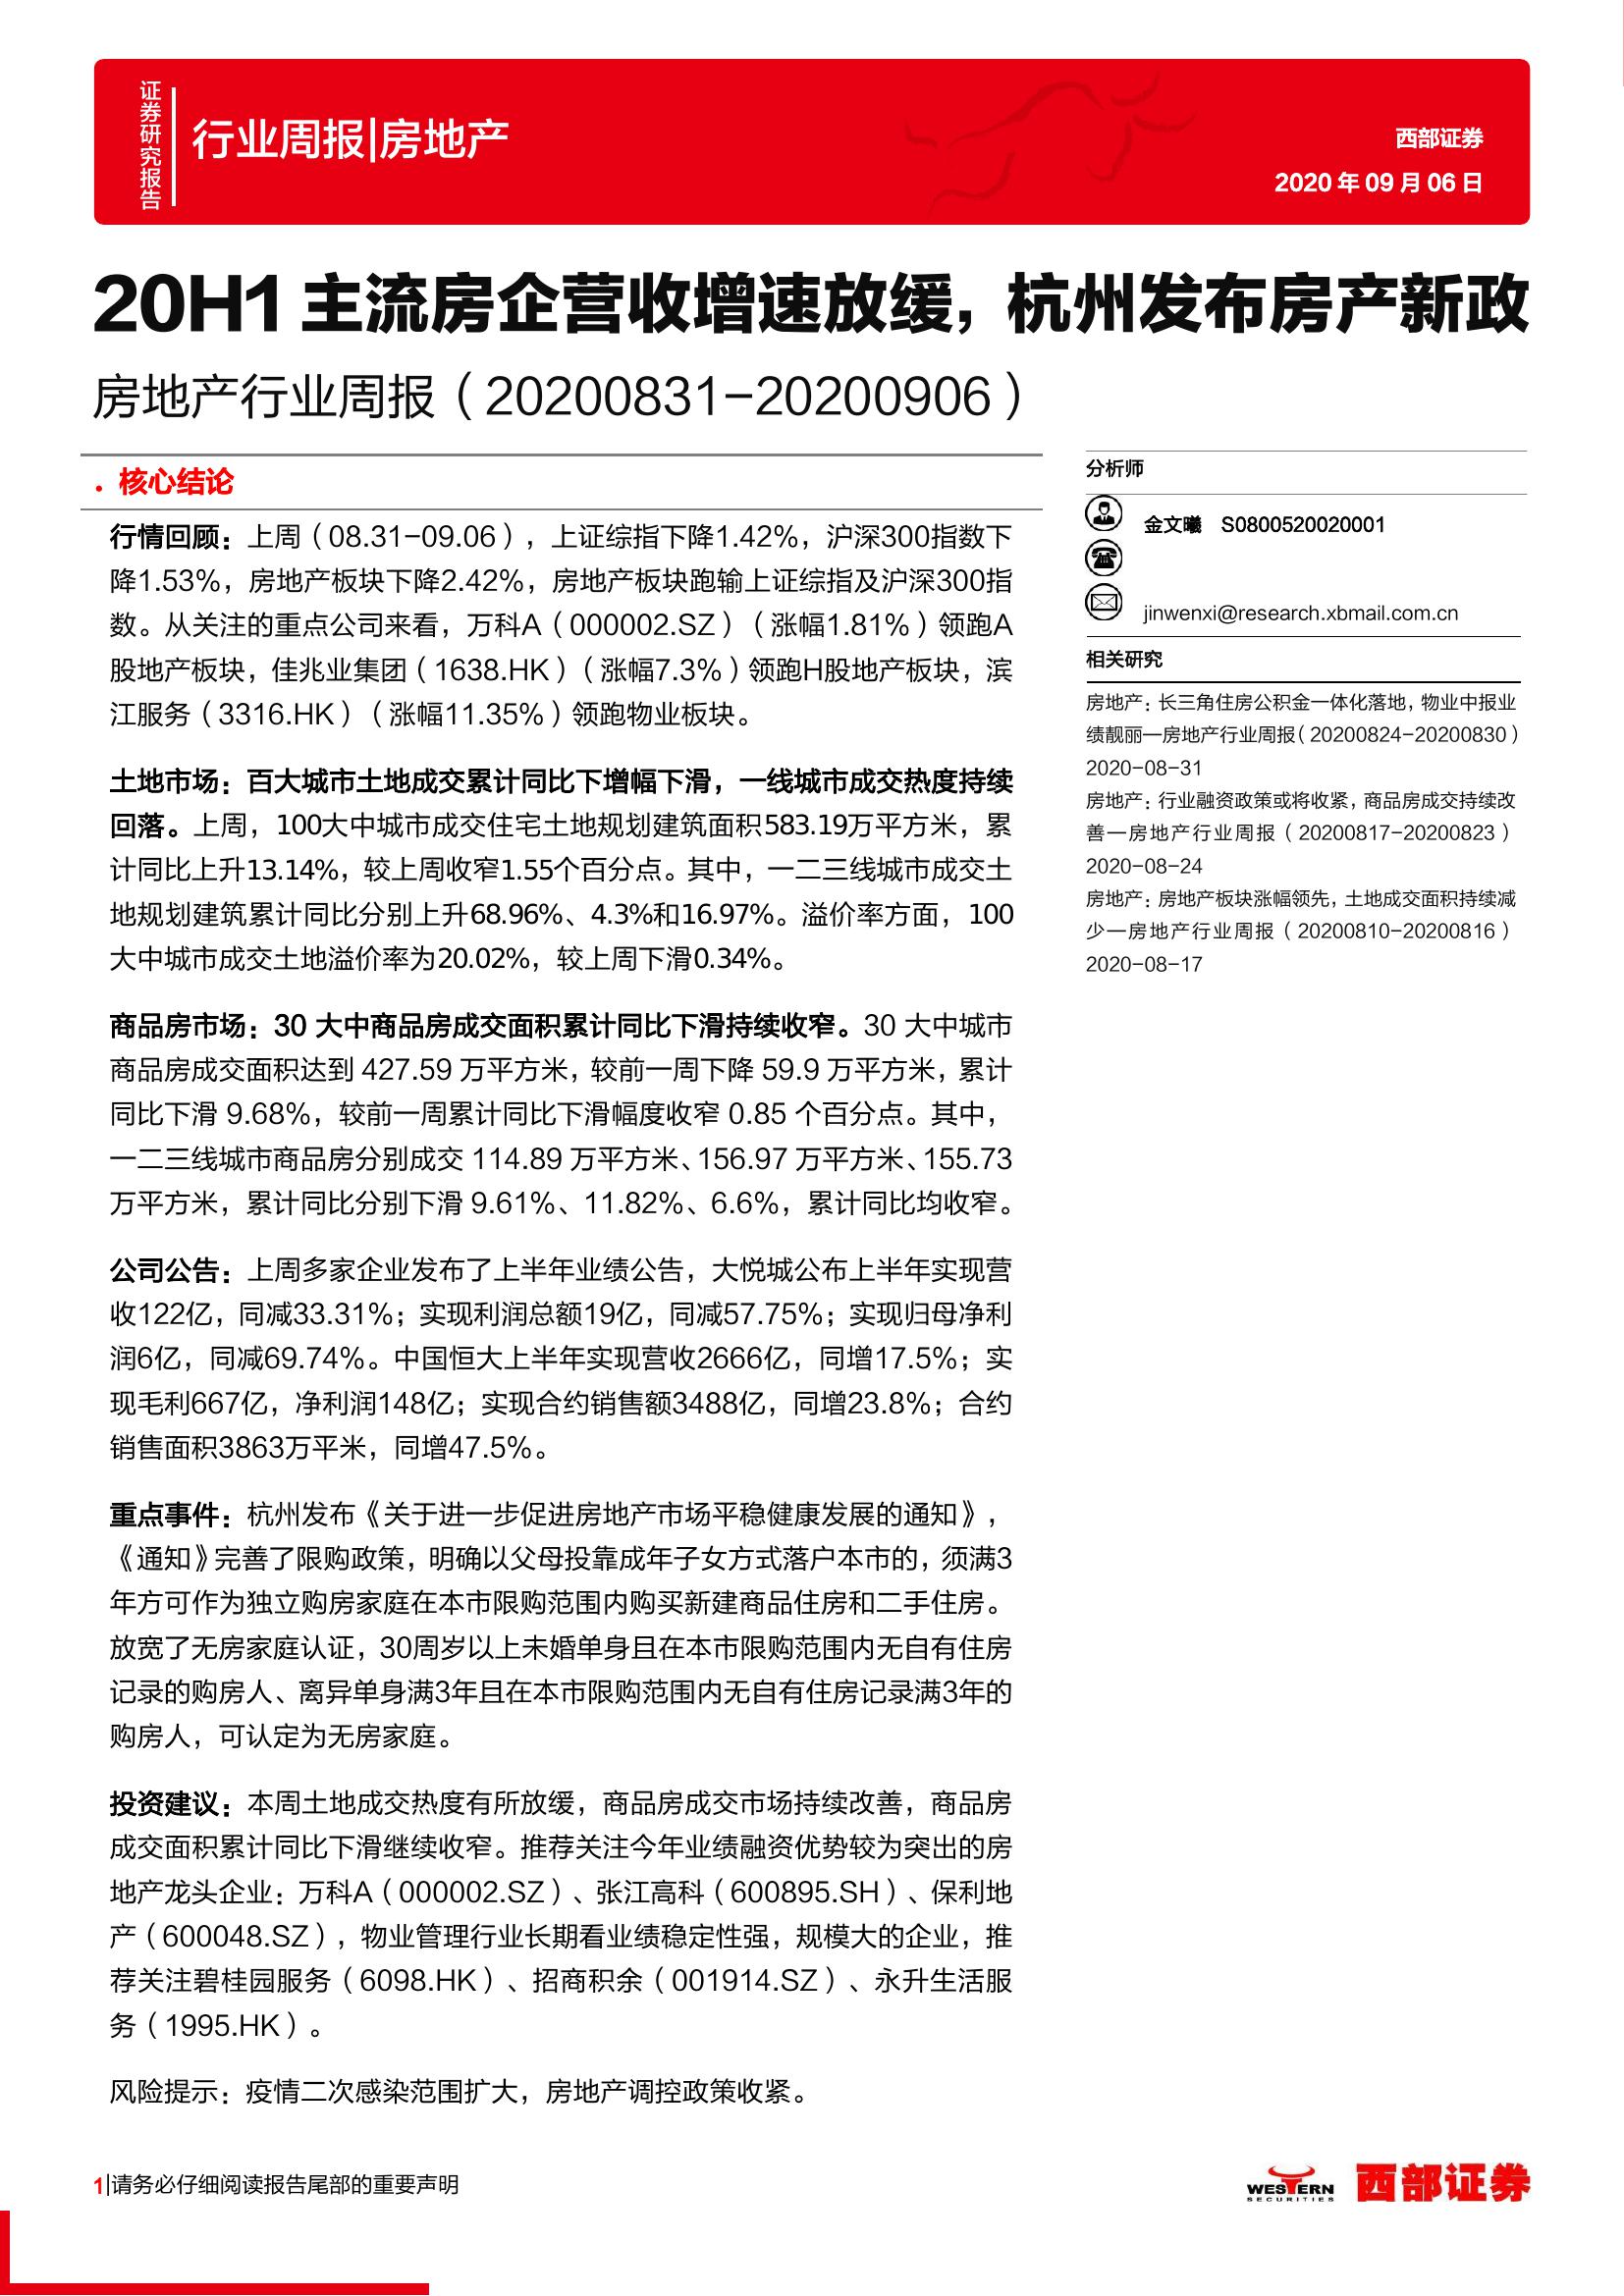 证券研究报告
行业周报|房地产
西部证券
2020 年 09 月 06 日
20H1 主流房企营收增速放缓，杭州发布房产新政
房地产行业周报（20200831-20200906）
• 核心结论
行情回顾：上周（08.31-09.06），上证综指下降1.42%，沪深300指数下
降1.53%，房地产板块下降2.42%，房地产板块跑输上证综指及沪深300指
数。从关注的重点公司来看，万科A（000002.SZ）（涨幅1.81%）领跑A
股地产板块，佳兆业集团（1638.HK）（涨幅7.3%）领跑H股地产板块，滨
江服务（3316.HK）（涨幅11.35%）领跑物业板块。
土地市场：百大城市土地成交累计同比下增幅下滑，一线城市成交热度持续
回落。上周，100大中城市成交住宅土地规划建筑面积583.19万平方米，累
计同比上升13.14%，较上周收窄1.55个百分点。其中，一二三线城市成交土
地规划建筑累计同比分别上升68.96%、4.3%和16.97%。溢价率方面，100
大中城市成交土地溢价率为20.02%，较上周下滑0.34%。
商品房市场：30 大中商品房成交面积累计同比下滑持续收窄。30 大中城市
商品房成交面积达到 427.59 万平方米，较前一周下降 59.9 万平方米，累计
同比下滑 9.68%，较前一周累计同比下滑幅度收窄 0.85 个百分点。其中，
一二三线城市商品房分别成交 114.89 万平方米、156.97 万平方米、155.73
万平方米，累计同比分别下滑 9.61%、11.82%、6.6%，累计同比均收窄。
公司公告：上周多家企业发布了上半年业绩公告，大悦城公布上半年实现营
收122亿，同减33.31%；实现利润总额19亿，同减57.75%；实现归母净利
润6亿，同减69.74%。中国恒大上半年实现营收2666亿，同增17.5%；实
现毛利667亿，净利润148亿；实现合约销售额3488亿，同增23.8%；合约
销售面积3863万平米，同增47.5%。
重点事件：杭州发布《关于进一步促进房地产市场平稳健康发展的通知》，
《通知》完善了限购政策，明确以父母投靠成年子女方式落户本市的，须满3
年方可作为独立购房家庭在本市限购范围内购买新建商品住房和二手住房。
放宽了无房家庭认证，30周岁以上未婚单身且在本市限购范围内无自有住房
记录的购房人、离异单身满3年且在本市限购范围内无自有住房记录满3年的
购房人，可认定为无房家庭。
投资建议：本周土地成交热度有所放缓，商品房成交市场持续改善，商品房
成交面积累计同比下滑继续收窄。推荐关注今年业绩融资优势较为突出的房
地产龙头企业：万科A（000002.SZ）、张江高科（600895.SH）、保利地
产（600048.SZ），物业管理行业长期看业绩稳定性强，规模大的企业，推
荐关注碧桂园服务（6098.HK）、招商积余（001914.SZ）、永升生活服
务（1995.HK）。
风险提示：疫情二次感染范围扩大，房地产调控政策收紧。
分析师
金文曦 S0800520020001
jinwenxi@research.xbmail.com.cn
相关研究
房地产：长三角住房公积金一体化落地，物业中报业
绩靓丽—房地产行业周报（20200824-20200830）
2020-08-31
房地产：行业融资政策或将收紧，商品房成交持续改
善—房地产行业周报（20200817-20200823）
2020-08-24
房地产：房地产板块涨幅领先，土地成交面积持续减
少—房地产行业周报（20200810-20200816）
2020-08-17
1|请务必仔细阅读报告尾部的重要声明
WESTERN
SECURITIES
西部证券